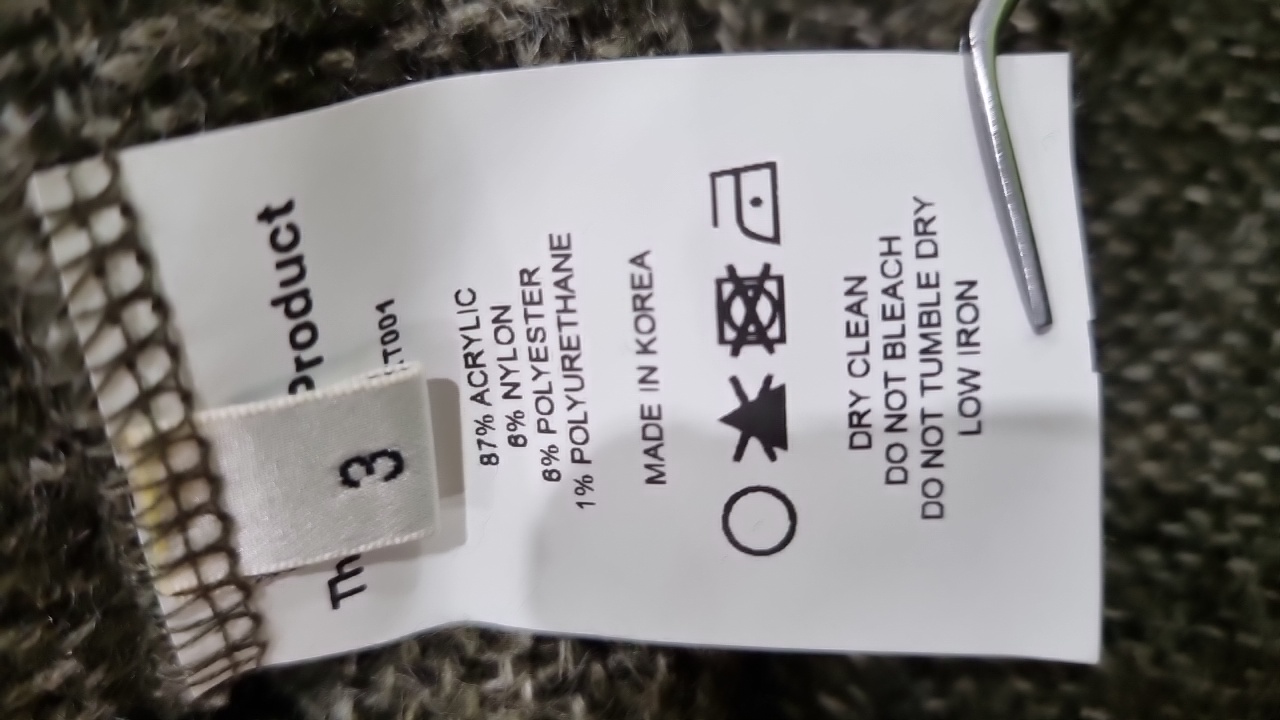 Product
3
87% ACRYLIC
6% NYLON
6% POLYESTER
1% POLYURETHANE
MADE IN KOREA
DRY CLEAN
DO NOT BLEACH
DO NOT TUMBLE DRY
LOW IRON